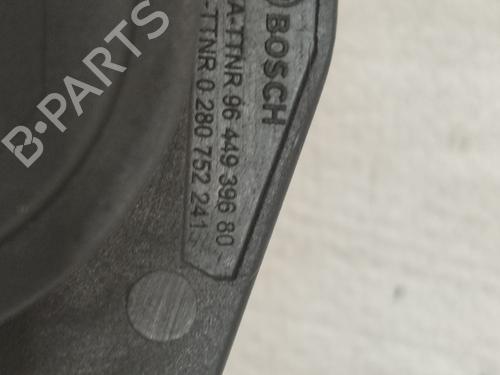 BOSCH
A-TTNR 96 449 396 80
-TTNR 0 280 752 241
B-PARTS